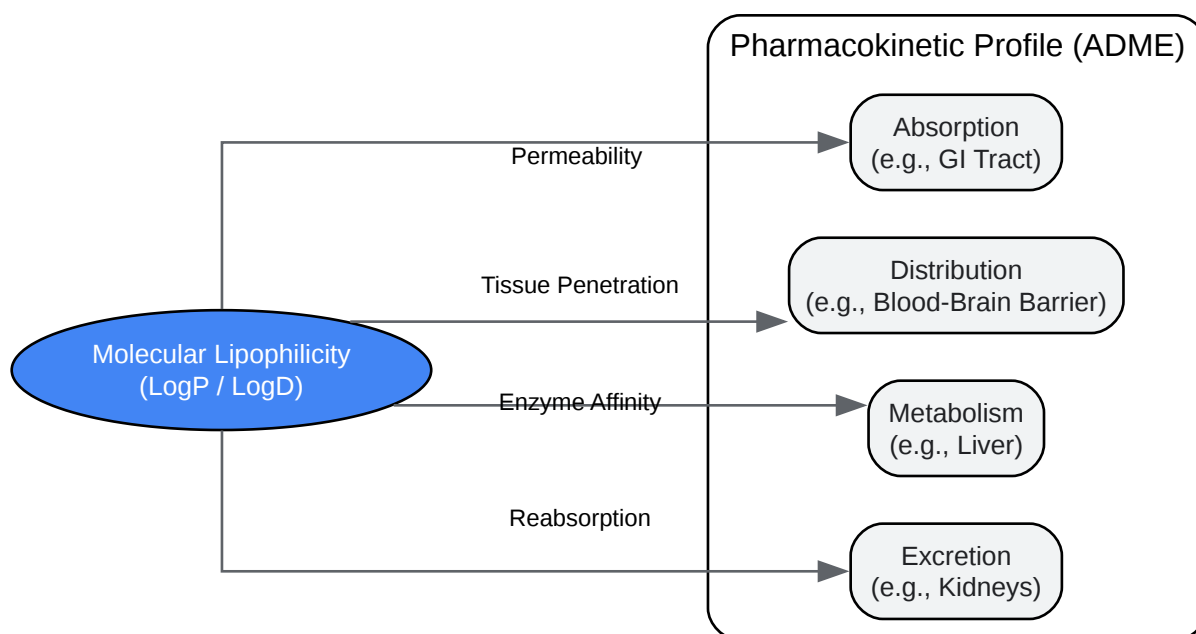 Pharmacokinetic Profile (ADME)
Absorption
(e.g., GI Tract)
Permeability
Distribution
(e.g., Blood-Brain Barrier)
Tissue Penetration
Molecular Lipophilicity
(LogP / LogD)
Enzyme Affinity
Metabolism
(e.g., Liver)
Reabsorption
Excretion
(e.g., Kidneys)